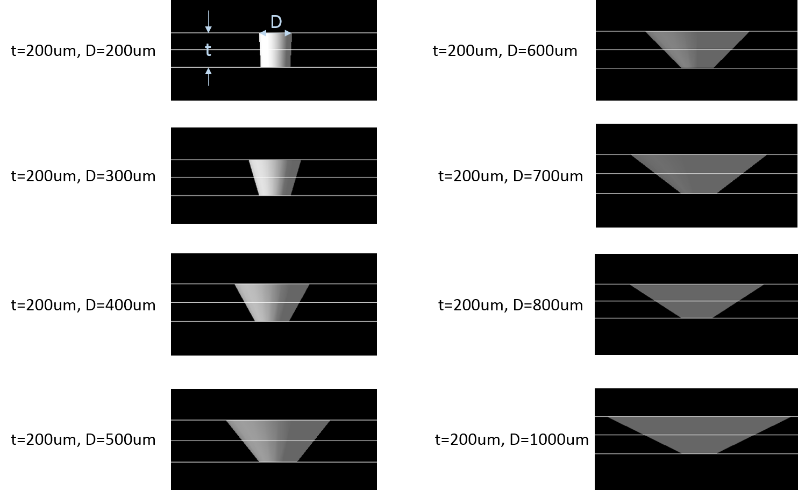 D
t=200um, D=200um
t
t=200um, D=600um
t=200um, D=300um
t=200um, D=700um
t=200um, D=400um
t=200um, D=800um
t=200um, D=500um
t=200um, D=1000um